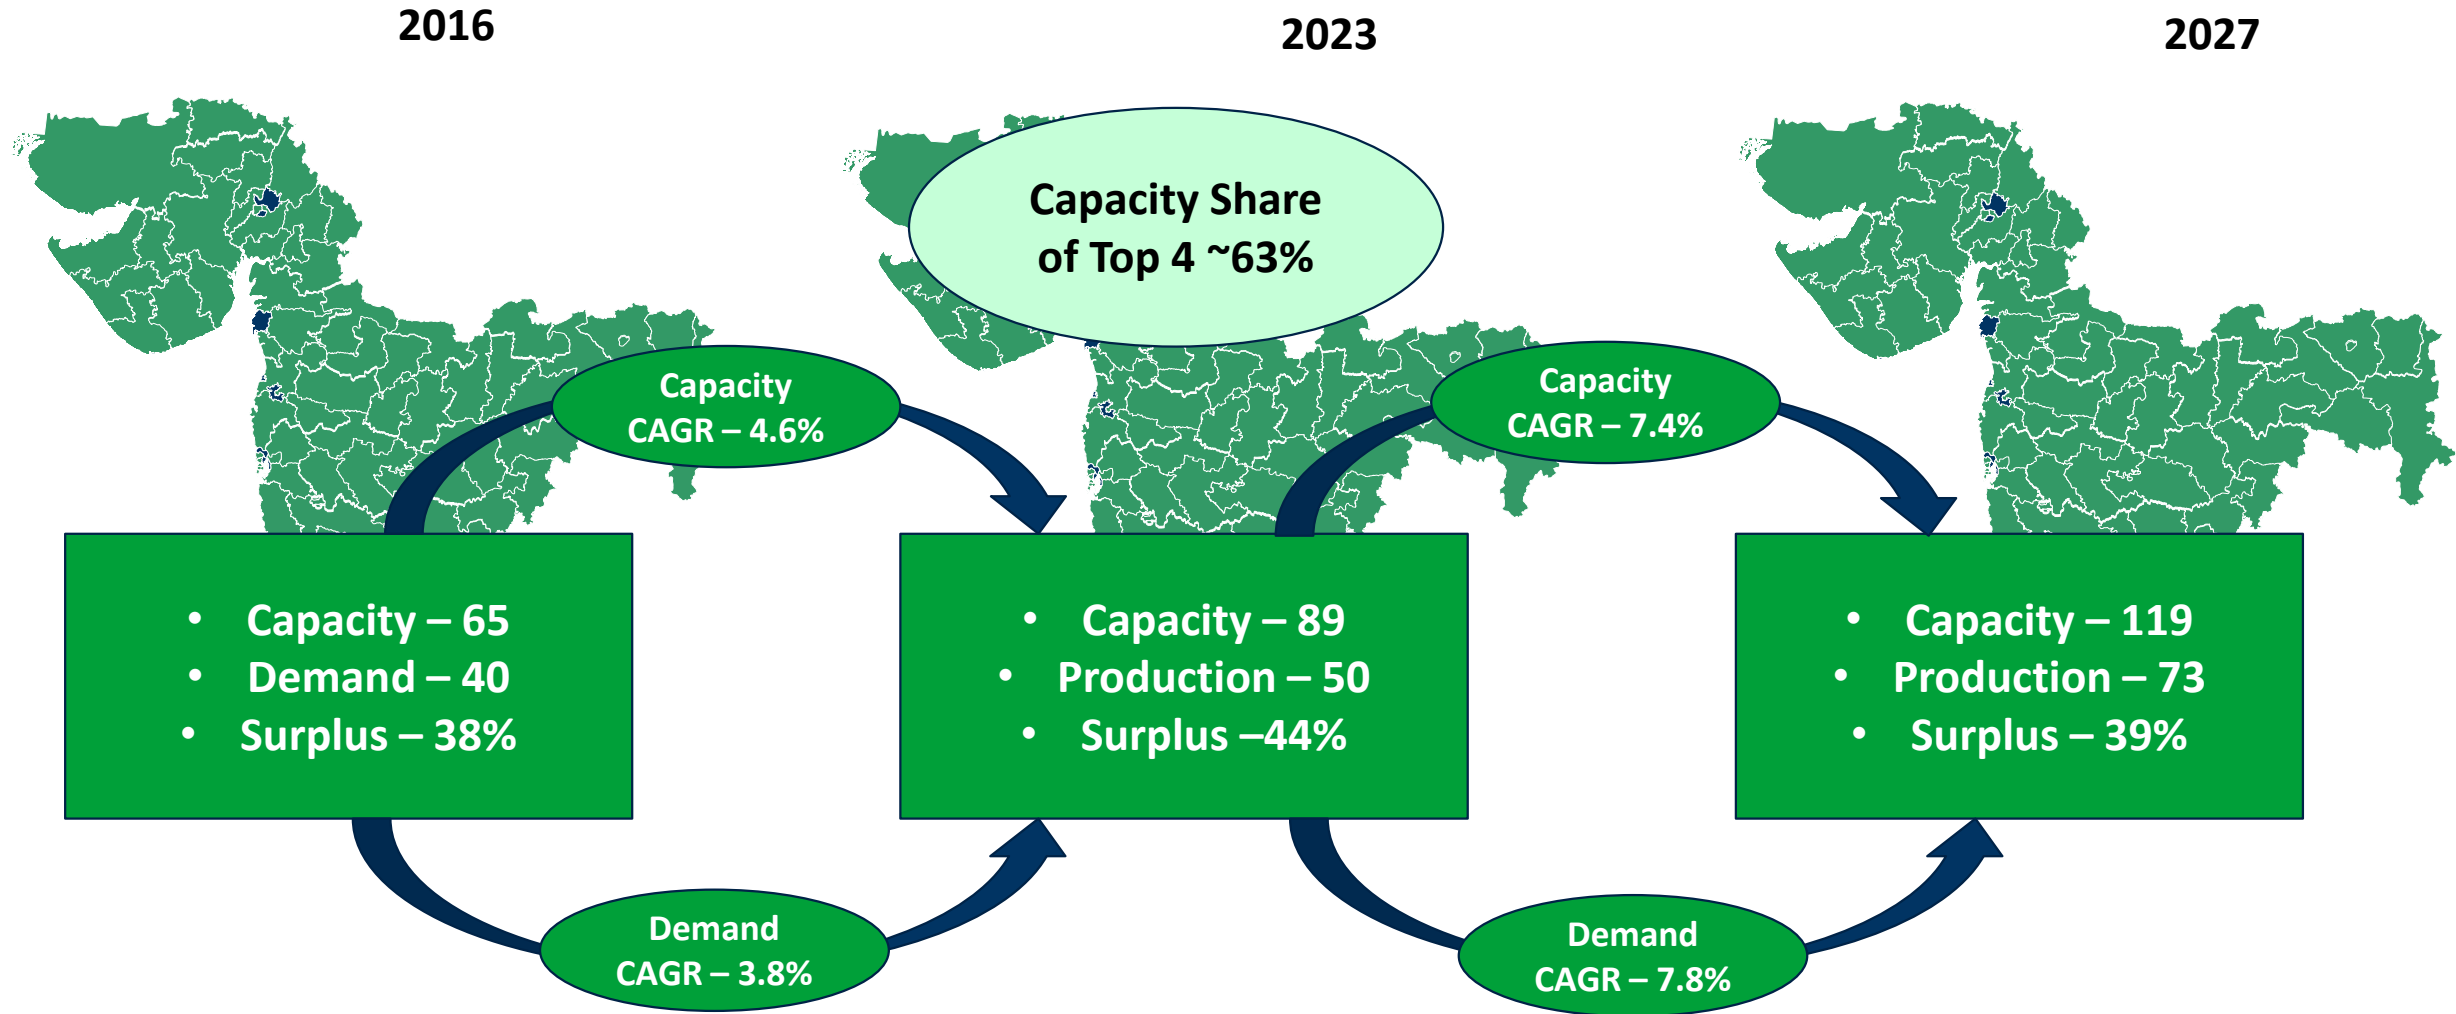 2016
2023
2027
Capacity Share
of Top 4 ~63%
Capacity
CAGR – 4.6%
Capacity
CAGR – 7.4%
• Capacity – 65
• Demand – 40
• Surplus – 38%
• Capacity – 89
• Production – 50
• Surplus –44%
• Capacity – 119
• Production – 73
• Surplus – 39%
Demand
CAGR – 3.8%
Demand
CAGR – 7.8%